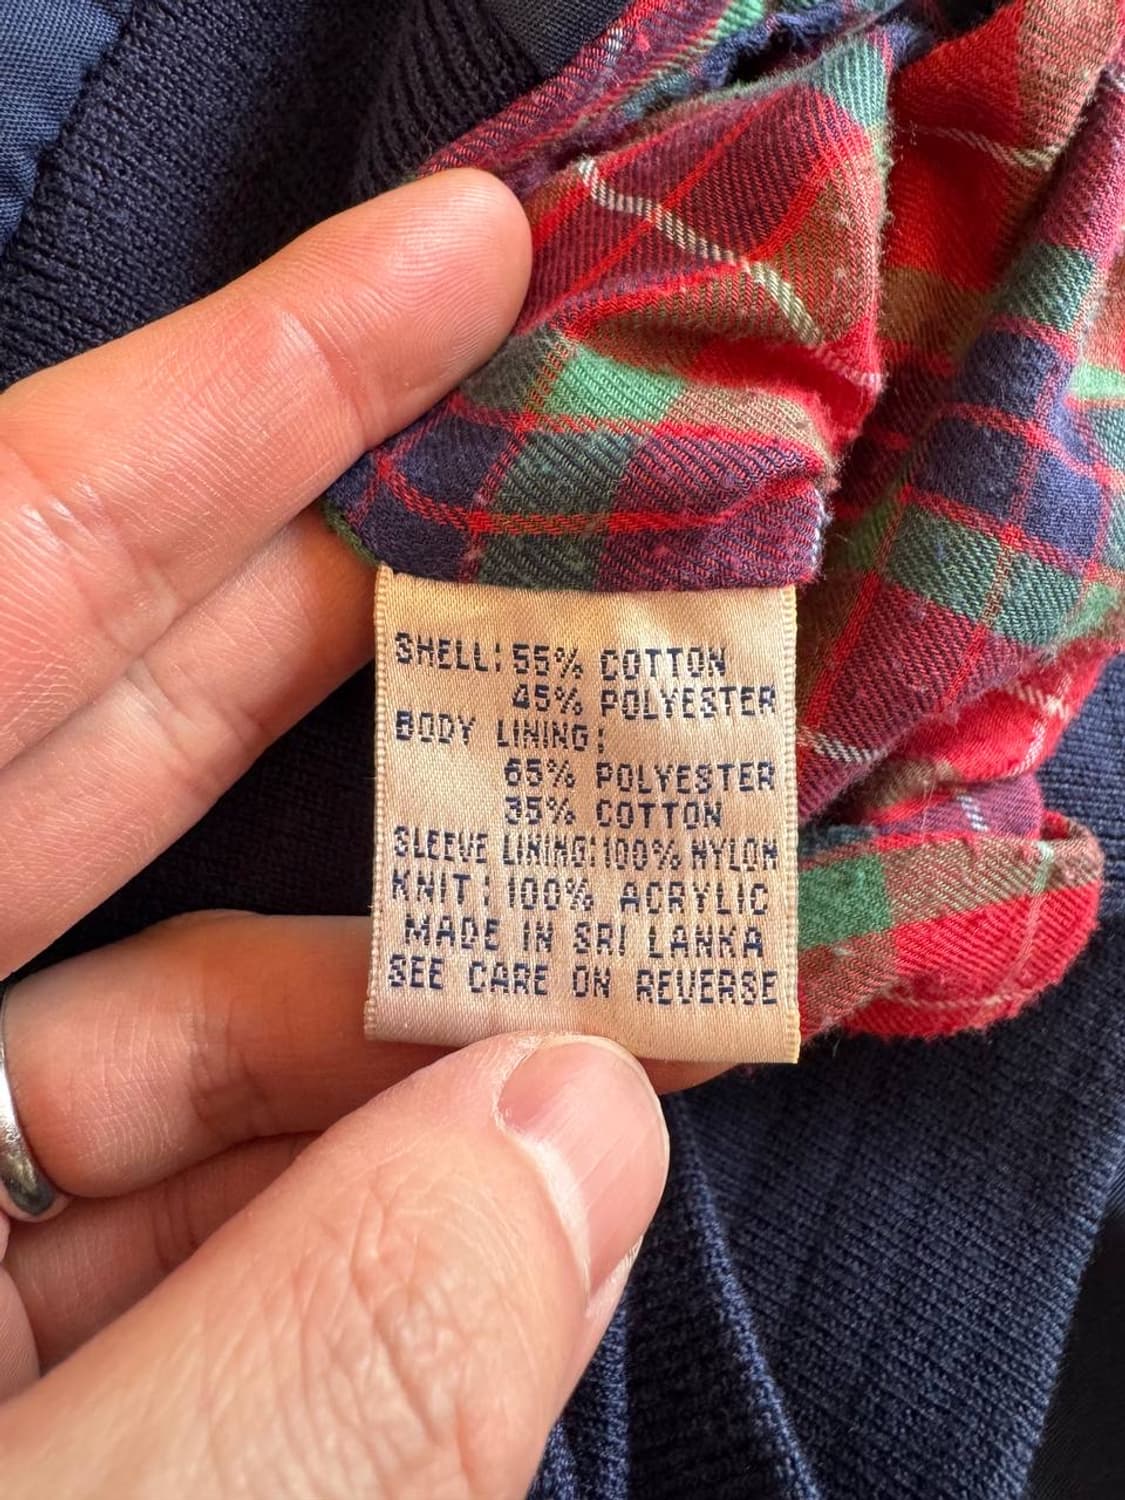 SHELL: 55% COTTON
45% POLYESTER
BODY LINING:
65% POLYESTER
35% COTTON
SLEEVE LINING: 100% NYLON
KNIT: 100% ACRYLIC
MADE IN SRI LANKA
SEE CARE ON REVERSE